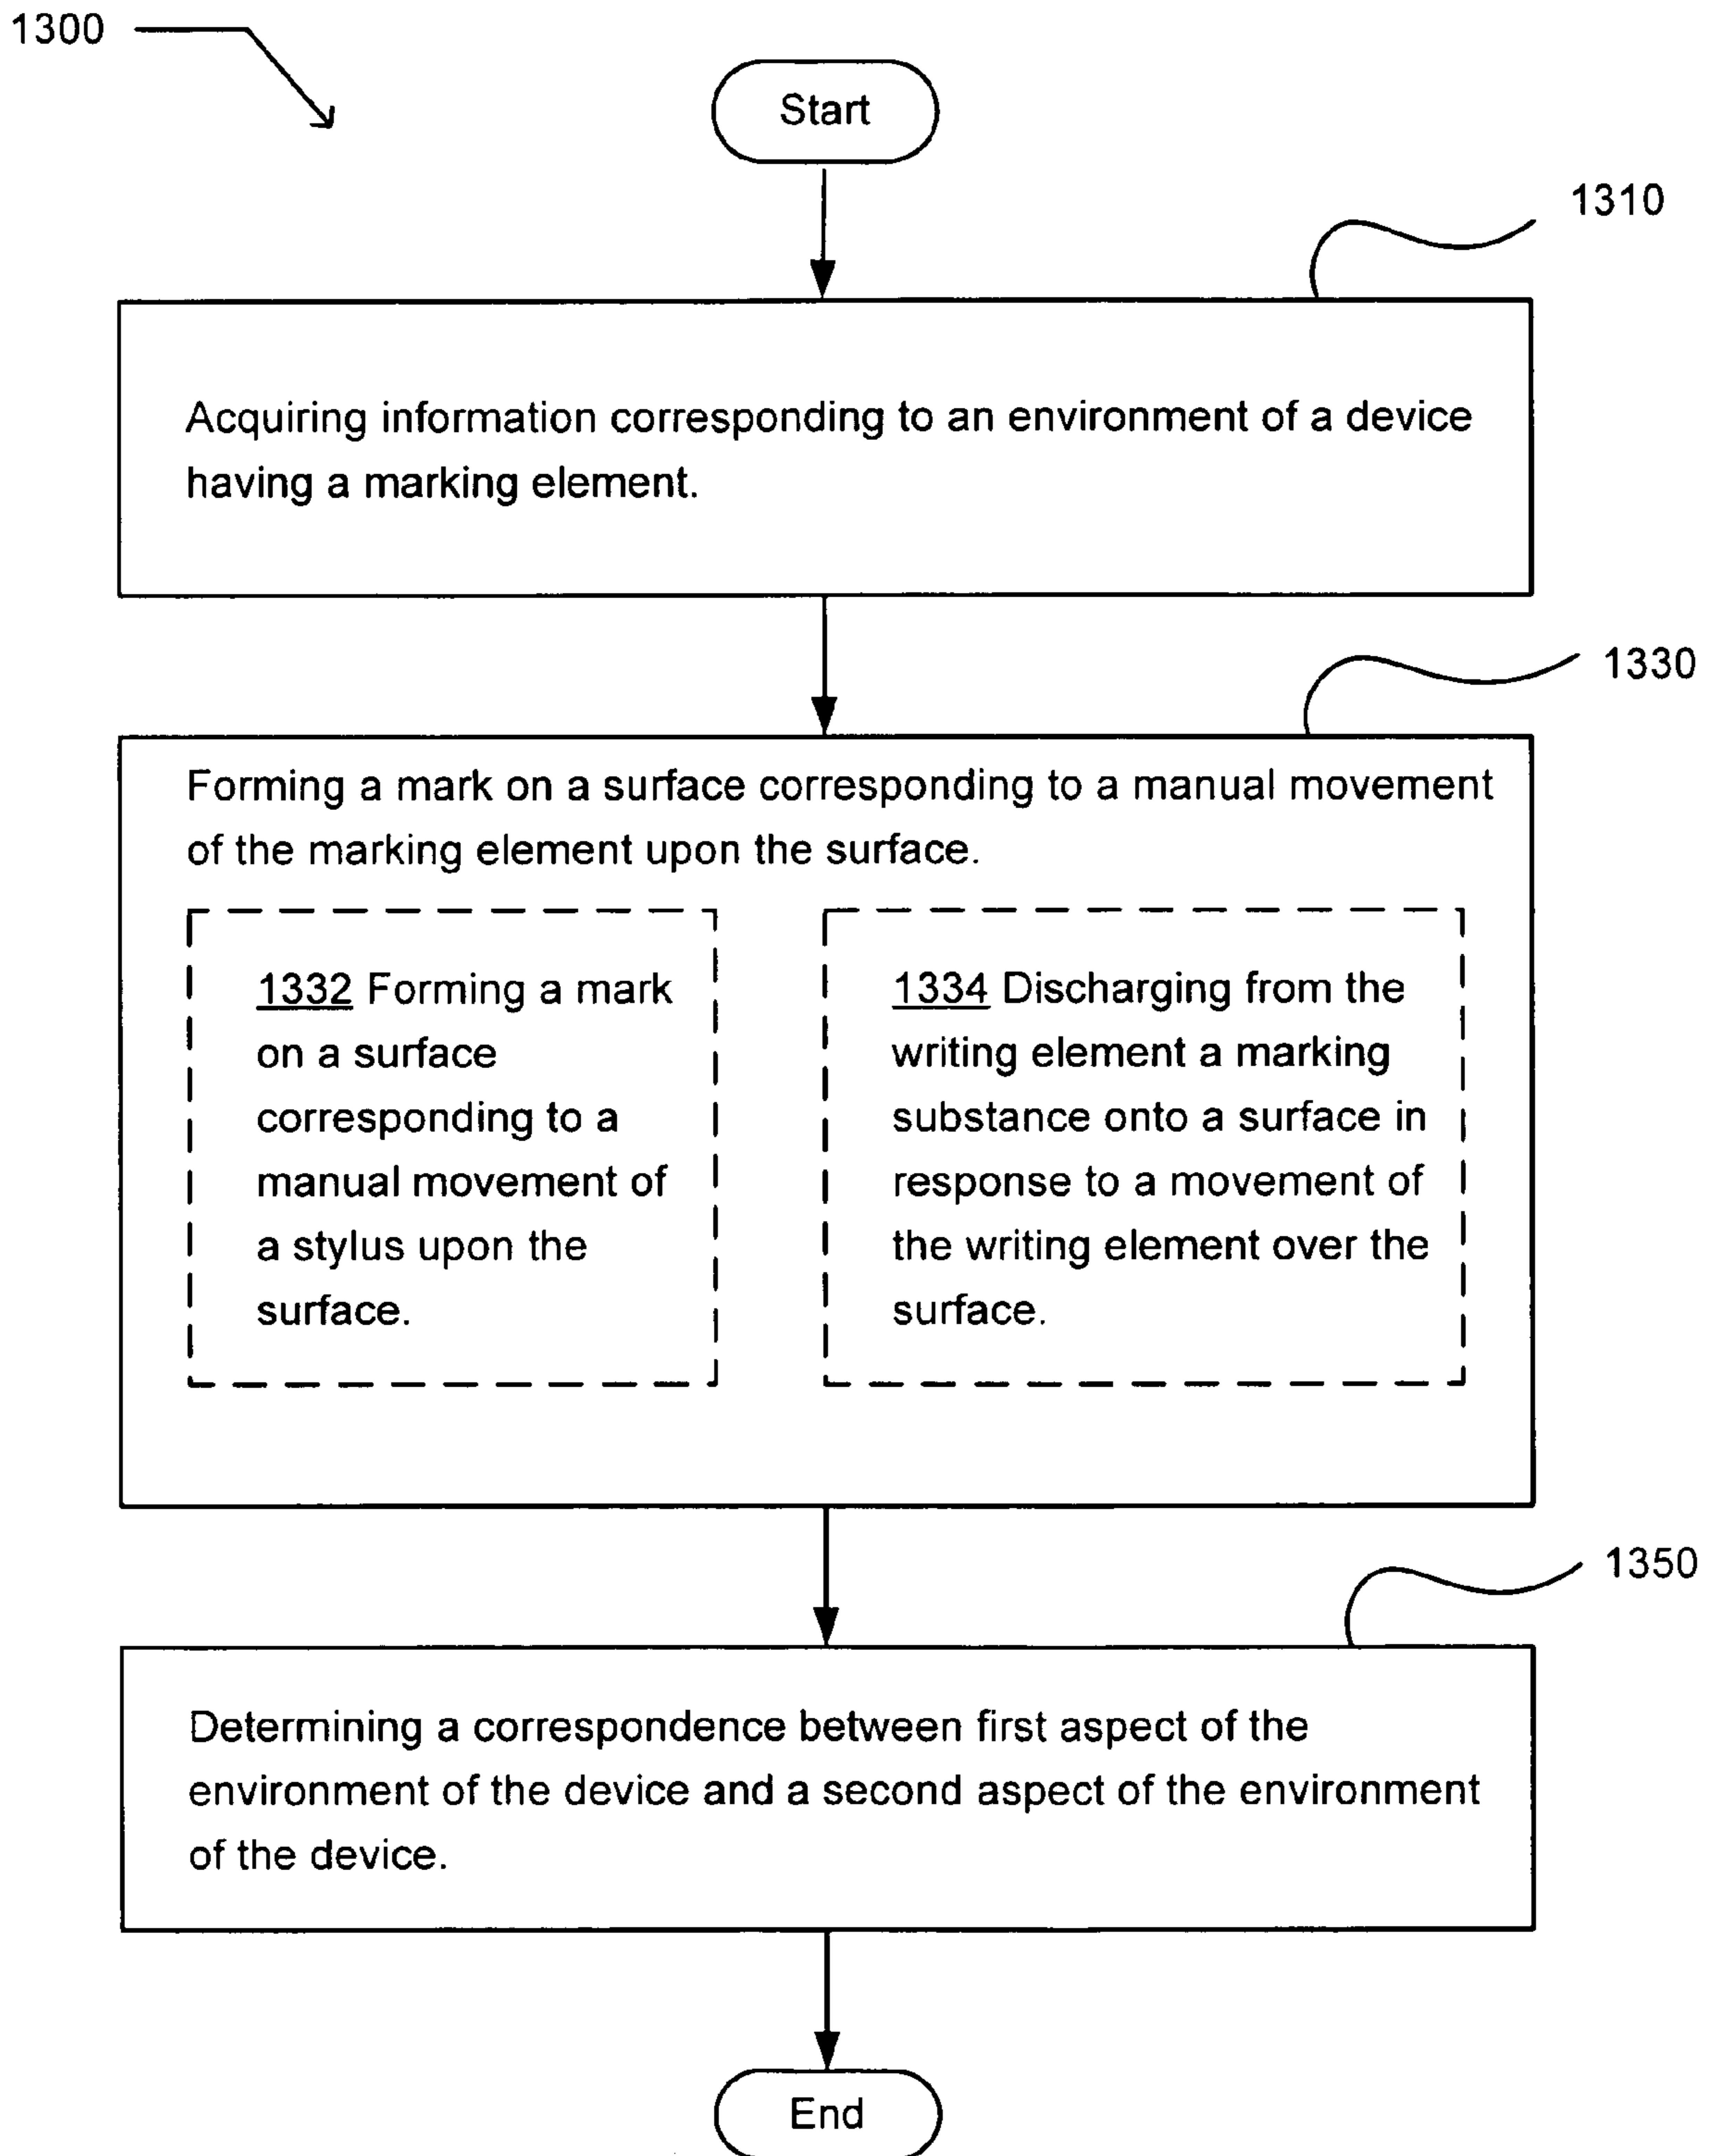 1300
Start
1310
Acquiring information corresponding to an environment of a device
having a marking element.
1330
Forming a mark on a surface corresponding to a manual movement
of the marking element upon the surface.
1332 Forming a mark
on a surface
corresponding to a
manual movement of
a stylus upon the
surface.
1334 Discharging from the
writing element a marking
substance onto a surface in
response to a movement of
the writing element over the
surface.
1350
Determining a correspondence between first aspect of the
environment of the device and a second aspect of the environment
of the device.
End